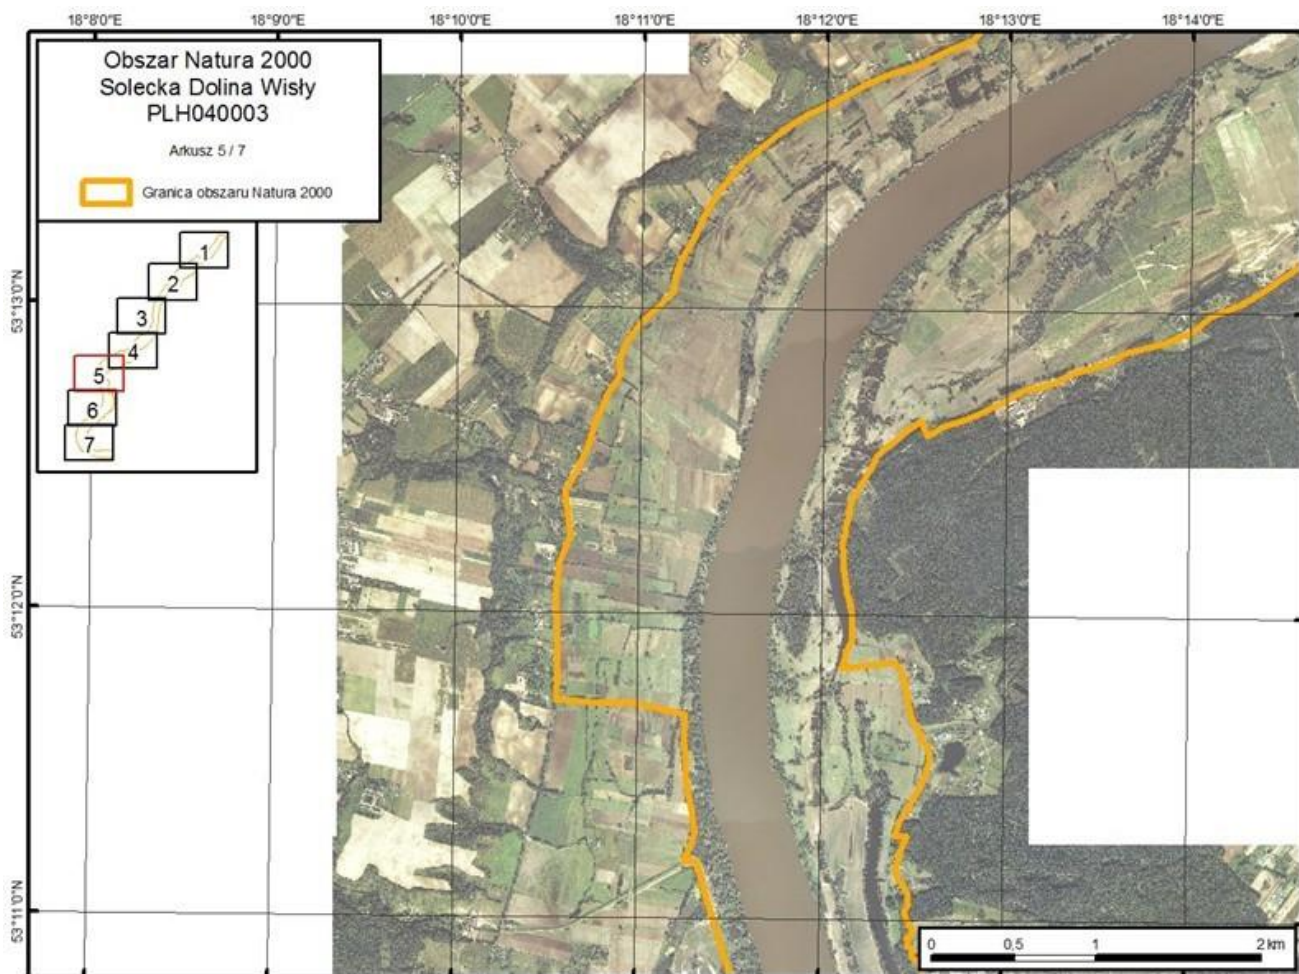 18°8'0"E 18°9'0"E 18°10'0"E 18°11'0"E 18°12'0"E 18°13'0"E 18°14'0"E
Obszar Natura 2000
Solecka Dolina Wisły
PLH040003
Arkusz 5 / 7
Granica obszaru Natura 2000
1
2
3
4
5
6
7
53°13'0"N
53°12'0"N
53°11'0"N
0 0,5 1 2 km